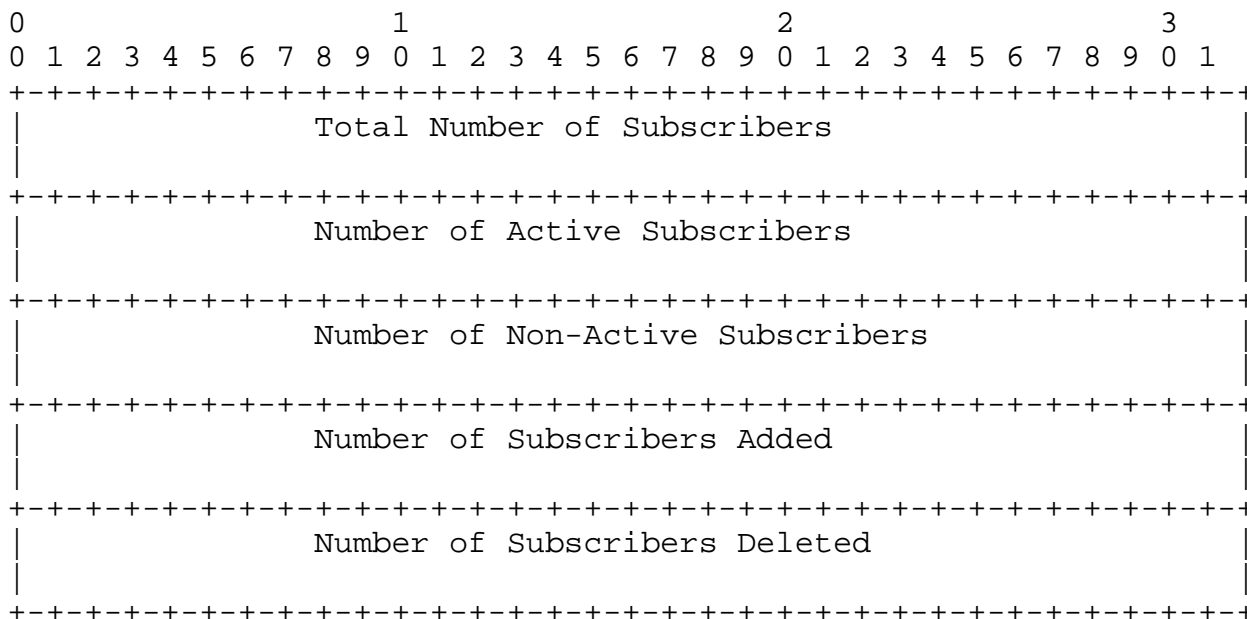 0                   1                   2                   3
0 1 2 3 4 5 6 7 8 9 0 1 2 3 4 5 6 7 8 9 0 1 2 3 4 5 6 7 8 9 0 1
+-+-+-+-+-+-+-+-+-+-+-+-+-+-+-+-+-+-+-+-+-+-+-+-+-+-+-+-+-+-+-+-+
|               Total Number of Subscribers                     |
|                                                               |
+-+-+-+-+-+-+-+-+-+-+-+-+-+-+-+-+-+-+-+-+-+-+-+-+-+-+-+-+-+-+-+-+
|               Number of Active Subscribers                    |
|                                                               |
+-+-+-+-+-+-+-+-+-+-+-+-+-+-+-+-+-+-+-+-+-+-+-+-+-+-+-+-+-+-+-+-+
|               Number of Non-Active Subscribers                |
|                                                               |
+-+-+-+-+-+-+-+-+-+-+-+-+-+-+-+-+-+-+-+-+-+-+-+-+-+-+-+-+-+-+-+-+
|               Number of Subscribers Added                     |
|                                                               |
+-+-+-+-+-+-+-+-+-+-+-+-+-+-+-+-+-+-+-+-+-+-+-+-+-+-+-+-+-+-+-+-+
|               Number of Subscribers Deleted                   |
|                                                               |
+-+-+-+-+-+-+-+-+-+-+-+-+-+-+-+-+-+-+-+-+-+-+-+-+-+-+-+-+-+-+-+-+